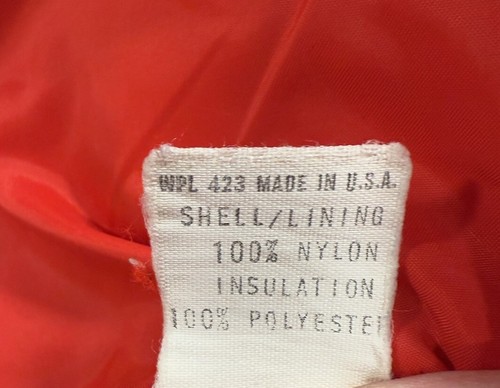 WPL 423 MADE IN U.S.A.
SHELL/LINING
100% NYLON
INSULATION
100% POLYESTER